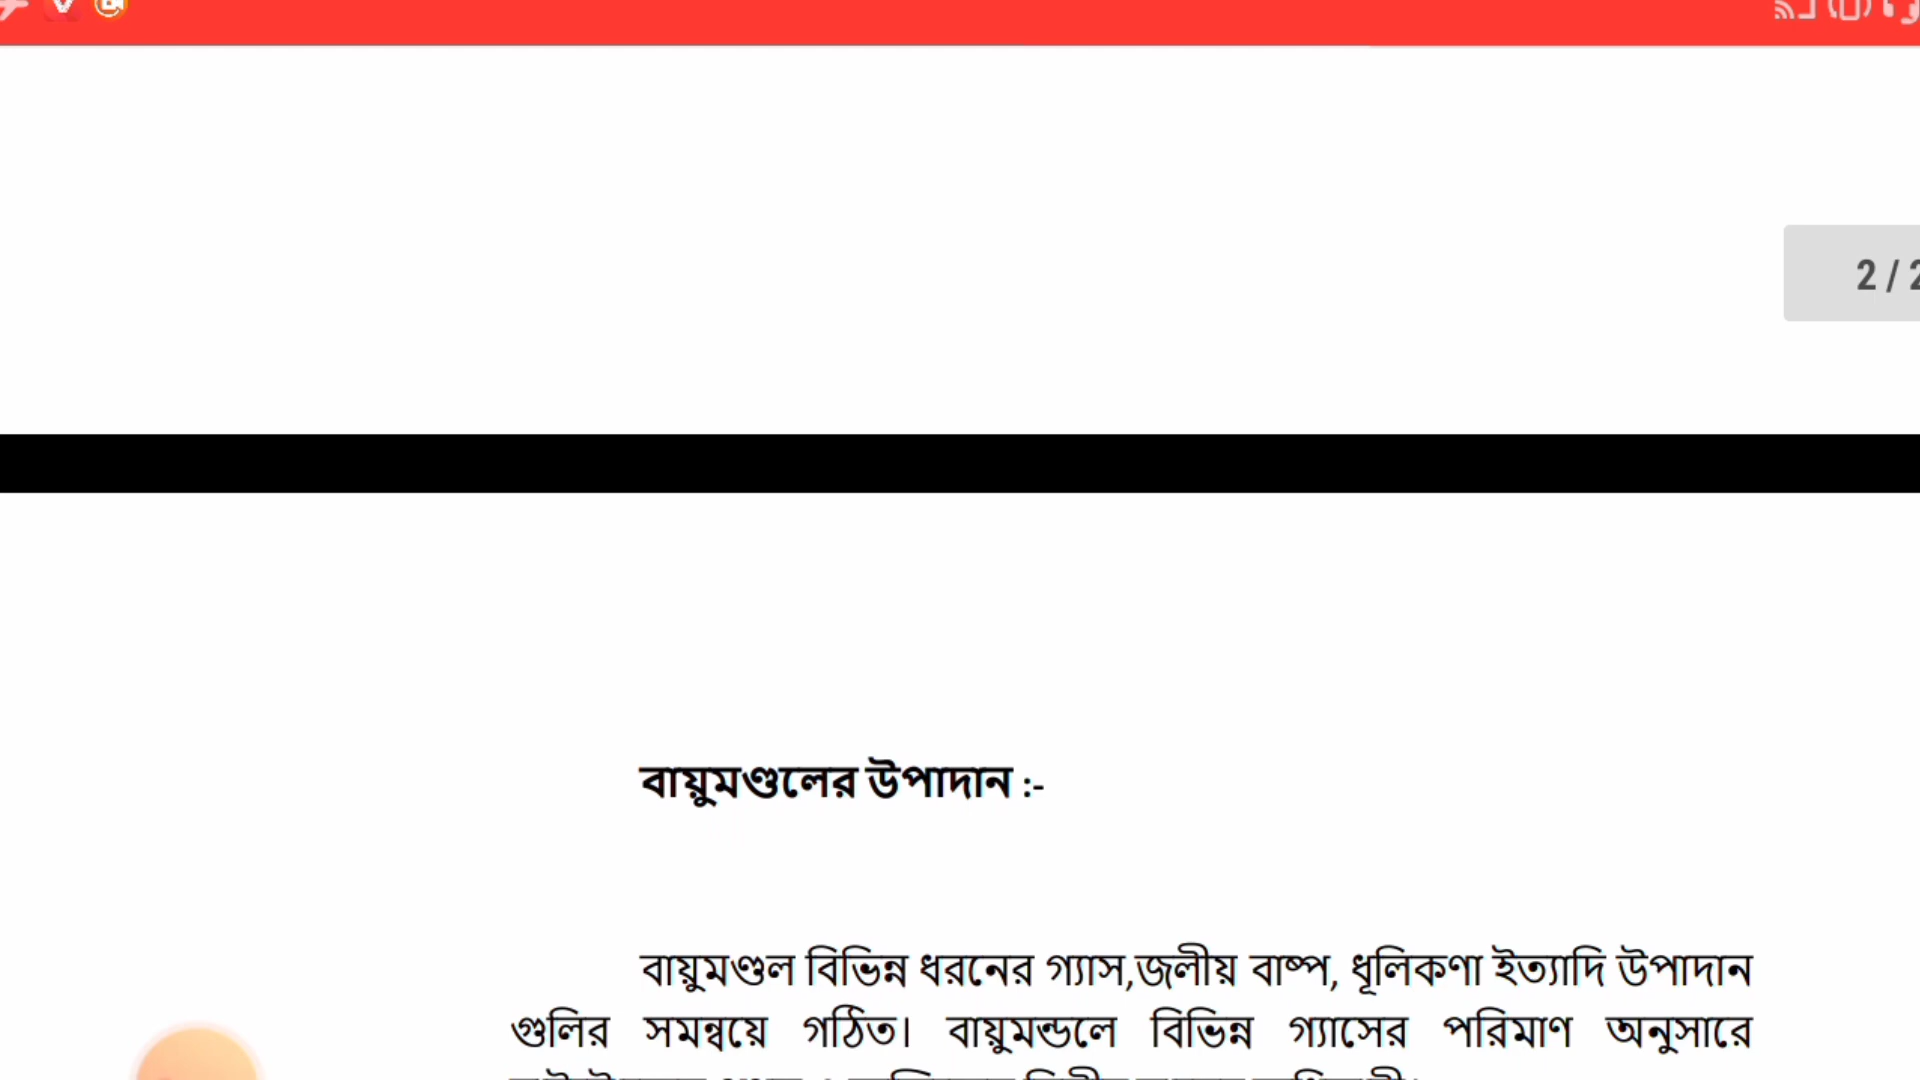 2 / 2
বায়ুমণ্ডলের উপাদান :-
বায়ুমণ্ডল বিভিন্ন ধরনের গ্যাস,জলীয় বাষ্প, ধূলিকণা ইত্যাদি উপাদান
গুলির সমন্বয়ে গঠিত। বায়ুমন্ডলে বিভিন্ন গ্যাসের পরিমাণ অনুসারে